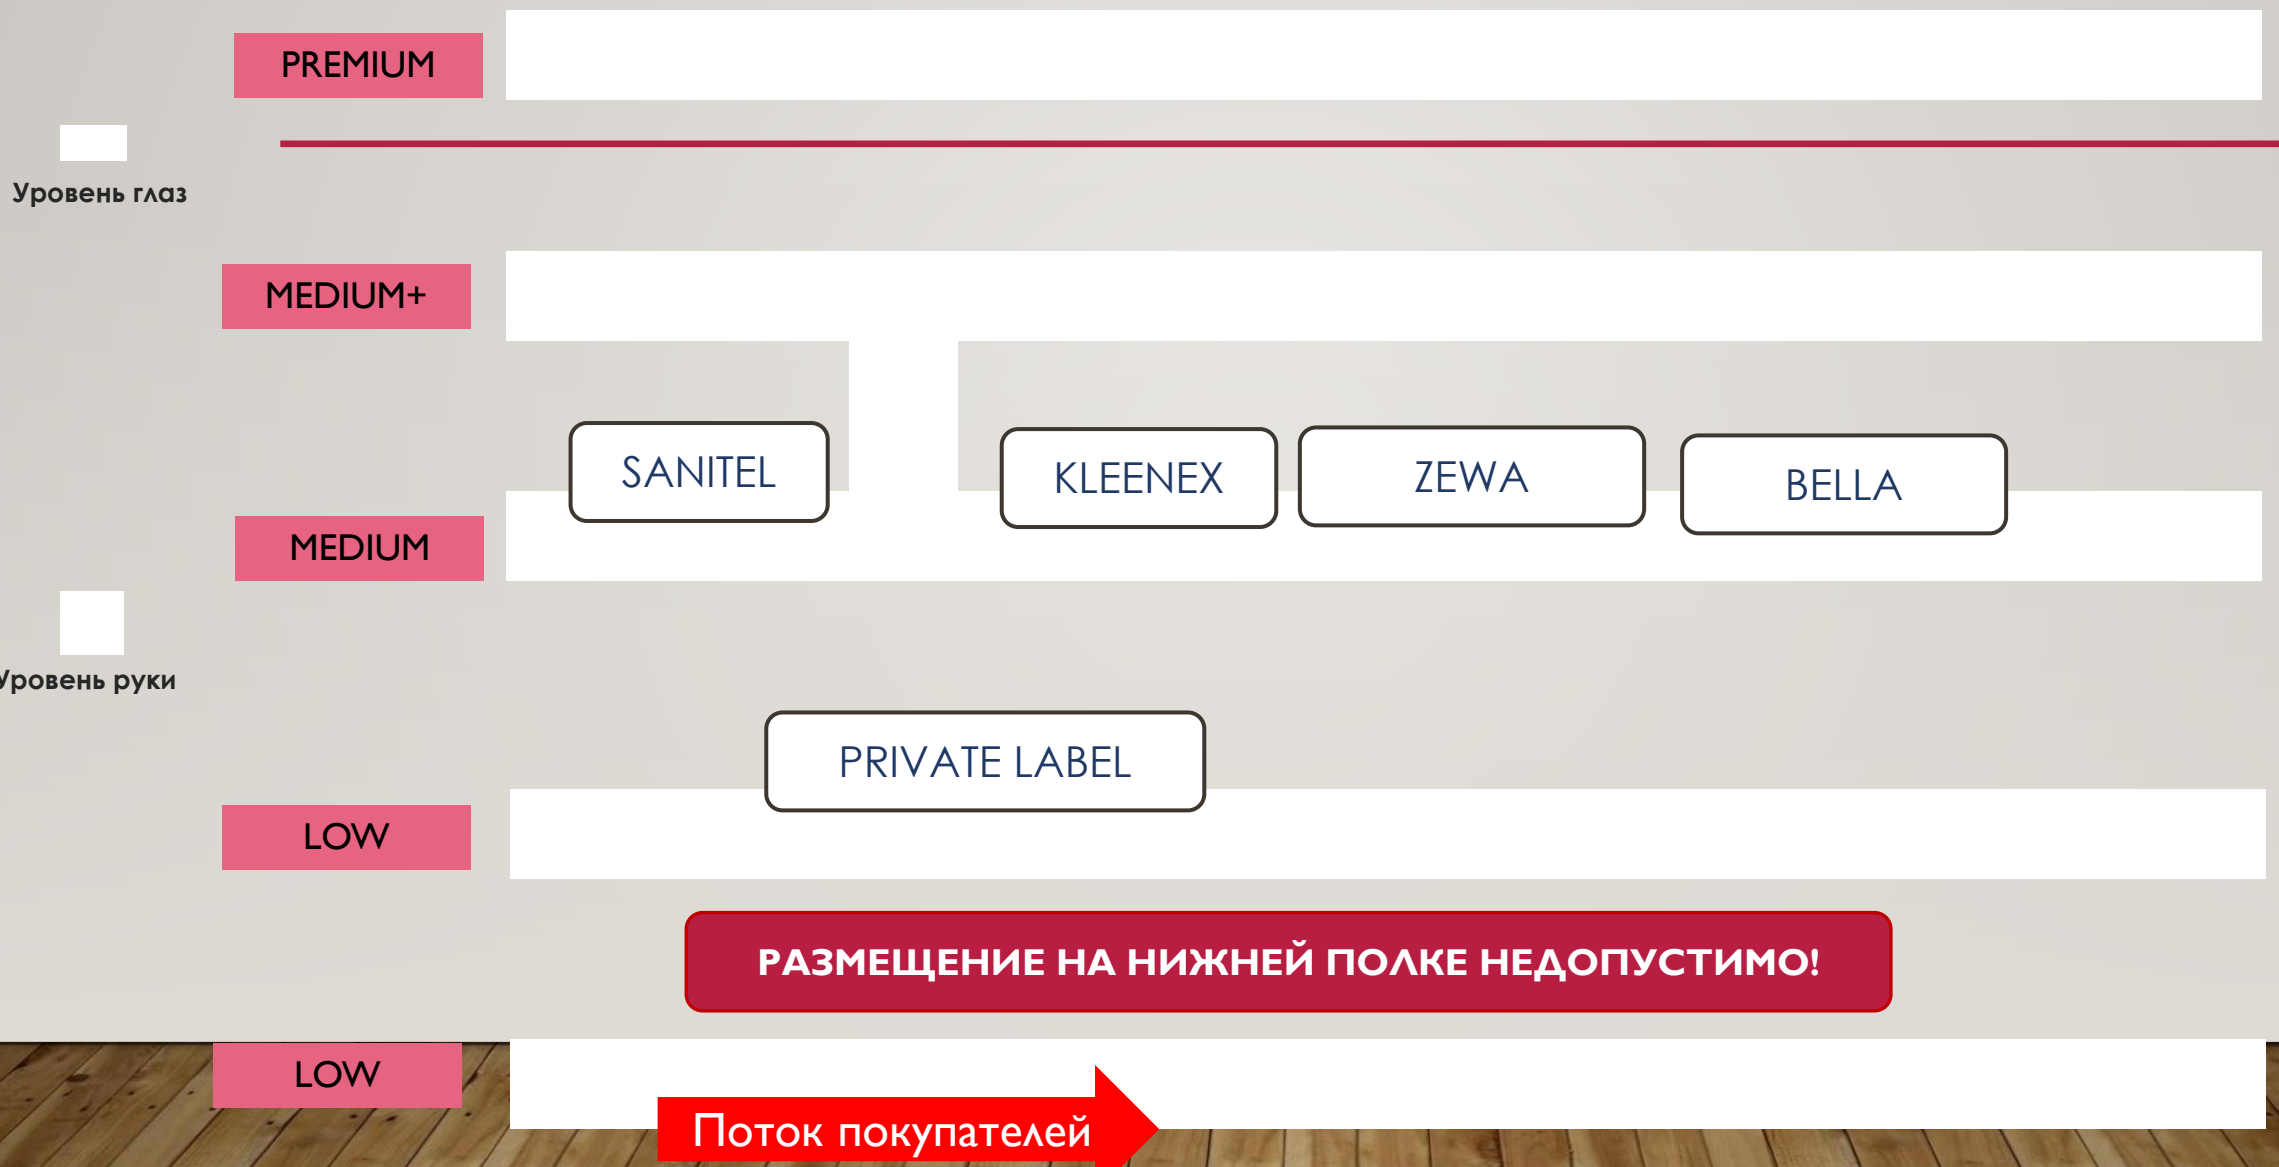 PREMIUM
Уровень глаз
MEDIUM+
SANITEL
KLEENEX
ZEWA
BELLA
MEDIUM
Уровень руки
PRIVATE LABEL
LOW
РАЗМЕЩЕНИЕ НА НИЖНЕЙ ПОЛКЕ НЕДОПУСТИМО!
LOW
Поток покупателей